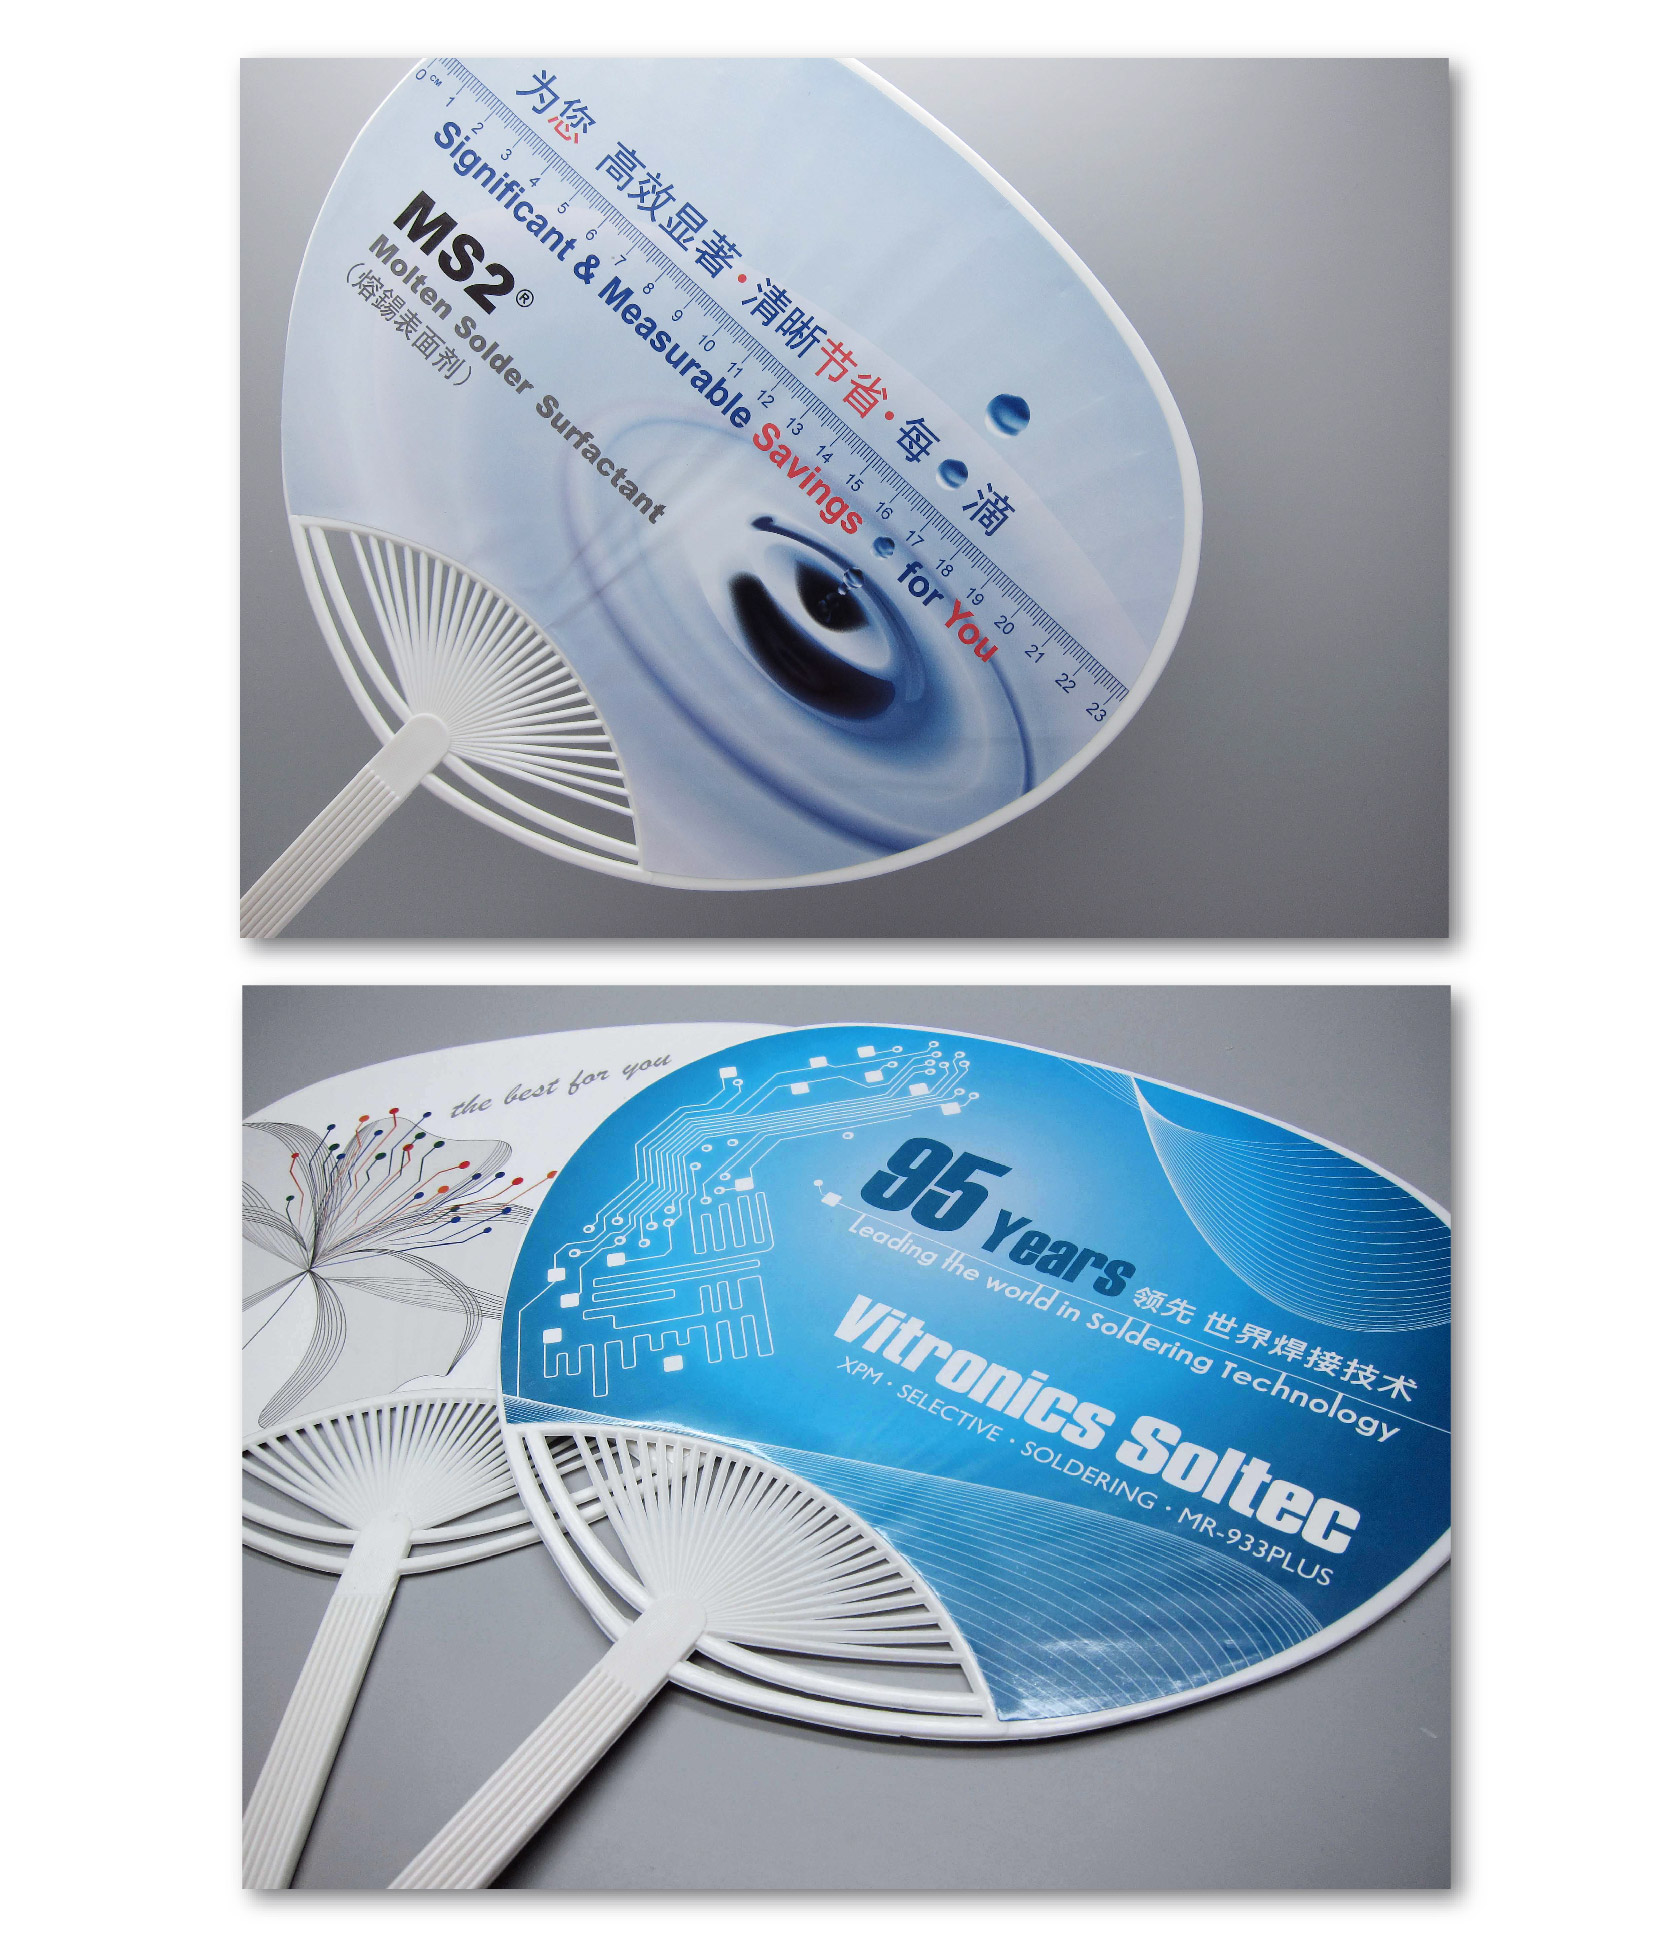 为您 高效显著·清晰节省·每 滴
0 CM 1 2 3 4 5 6 7 8 9 10 11 12 13 14 15 16 17 18 19 20 21 22 23
Significant & Measurable Savings for You
MS2®
Molten Solder Surfactant
（熔錫表面剂）
the best for you
95 Years 领先 世界焊接技术
Leading the world in Soldering Technology
Vitronics Soltec
XPM · SELECTIVE · SOLDERING · MR-933PLUS